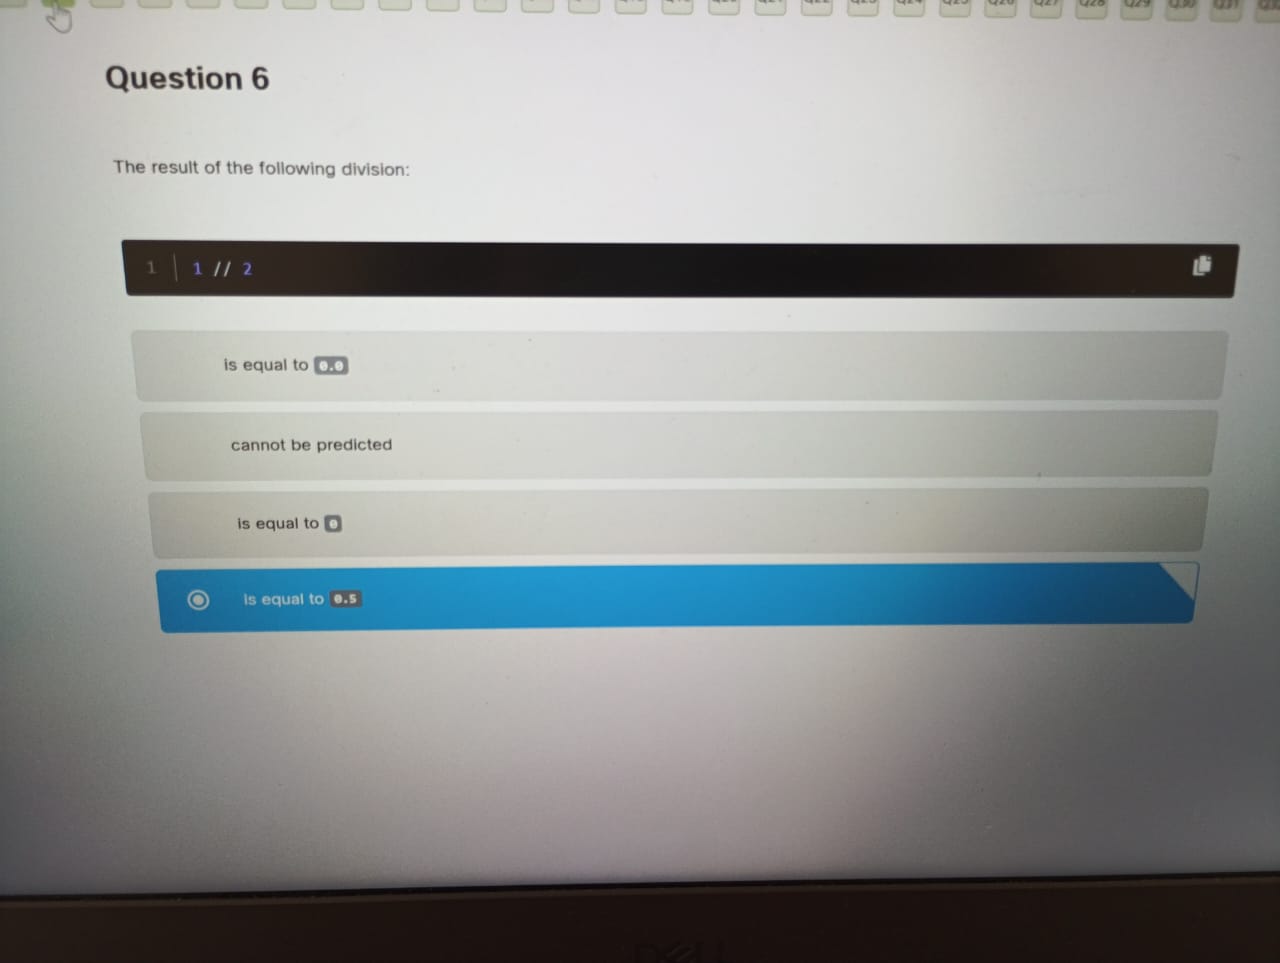 Question 6
The result of the following division:
1 1 // 2
is equal to 0.0
cannot be predicted
is equal to 0
is equal to 0.5